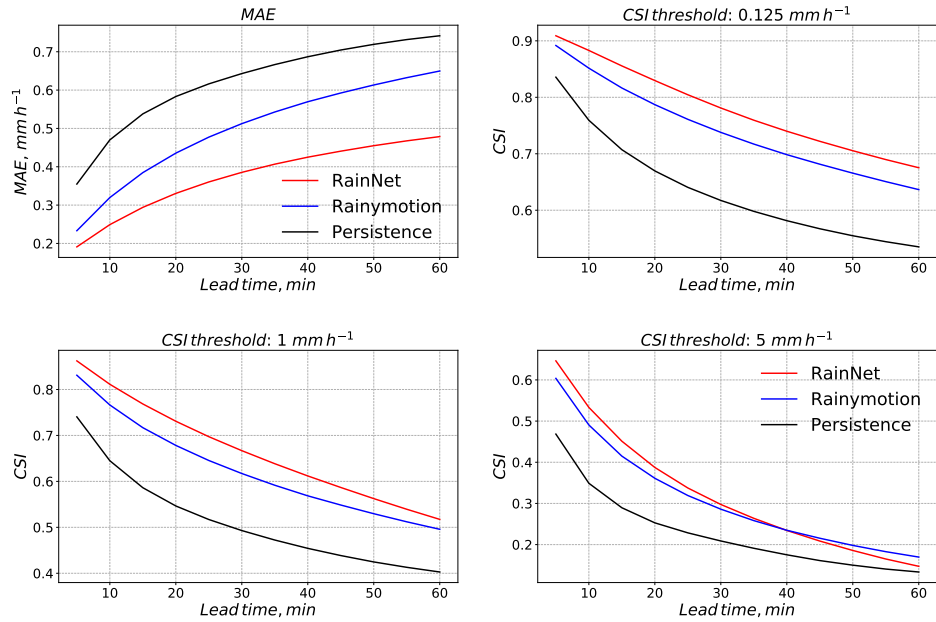 MAE
MAE, mm h⁻¹
0.7
0.6
0.5
0.4
0.3
0.2
RainNet
Rainymotion
Persistence
10 20 30 40 50 60
Lead time, min
CSI threshold: 0.125 mm h⁻¹
CSI
0.9
0.8
0.7
0.6
10 20 30 40 50 60
Lead time, min
CSI threshold: 1 mm h⁻¹
CSI
0.8
0.7
0.6
0.5
0.4
10 20 30 40 50 60
Lead time, min
CSI threshold: 5 mm h⁻¹
CSI
0.6
0.5
0.4
0.3
0.2
RainNet
Rainymotion
Persistence
10 20 30 40 50 60
Lead time, min